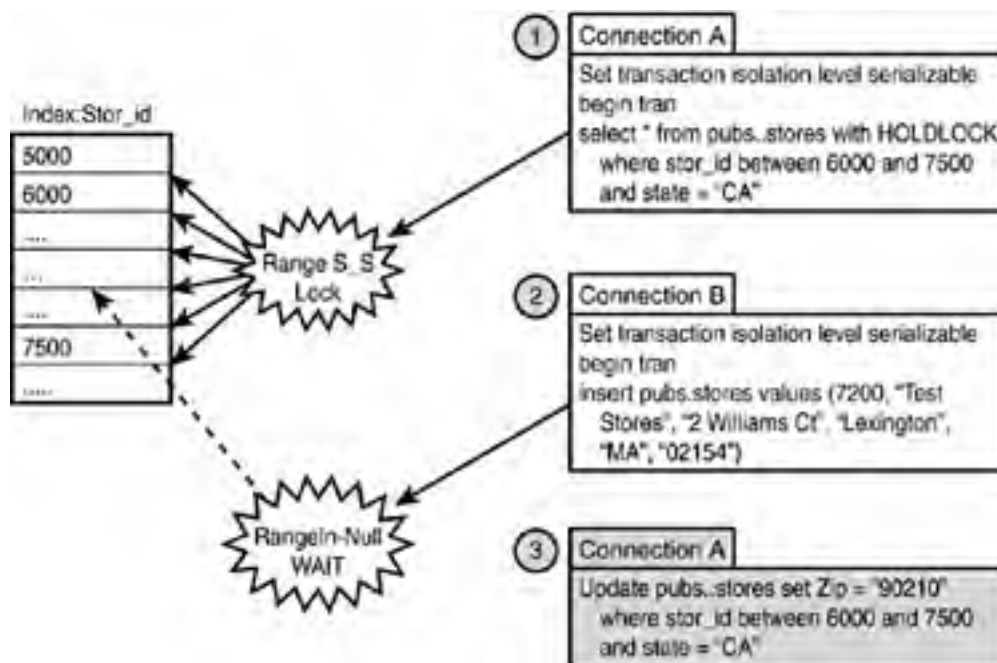 Index:Stor_id
5000
6000
....
...
....
7500
.....
Range S_S
Lock
RangeIn-Null
WAIT
1
Connection A
Set transaction isolation level serializable
begin tran
select * from pubs..stores with HOLDLOCK
where stor_id between 6000 and 7500
and state = "CA"
2
Connection B
Set transaction isolation level serializable
begin tran
insert pubs.stores values (7200, "Test
Stores", "2 Williams Ct", "Lexington",
"MA", "02154")
3
Connection A
Update pubs..stores set Zip = "90210"
where stor_id between 6000 and 7500
and state = "CA"